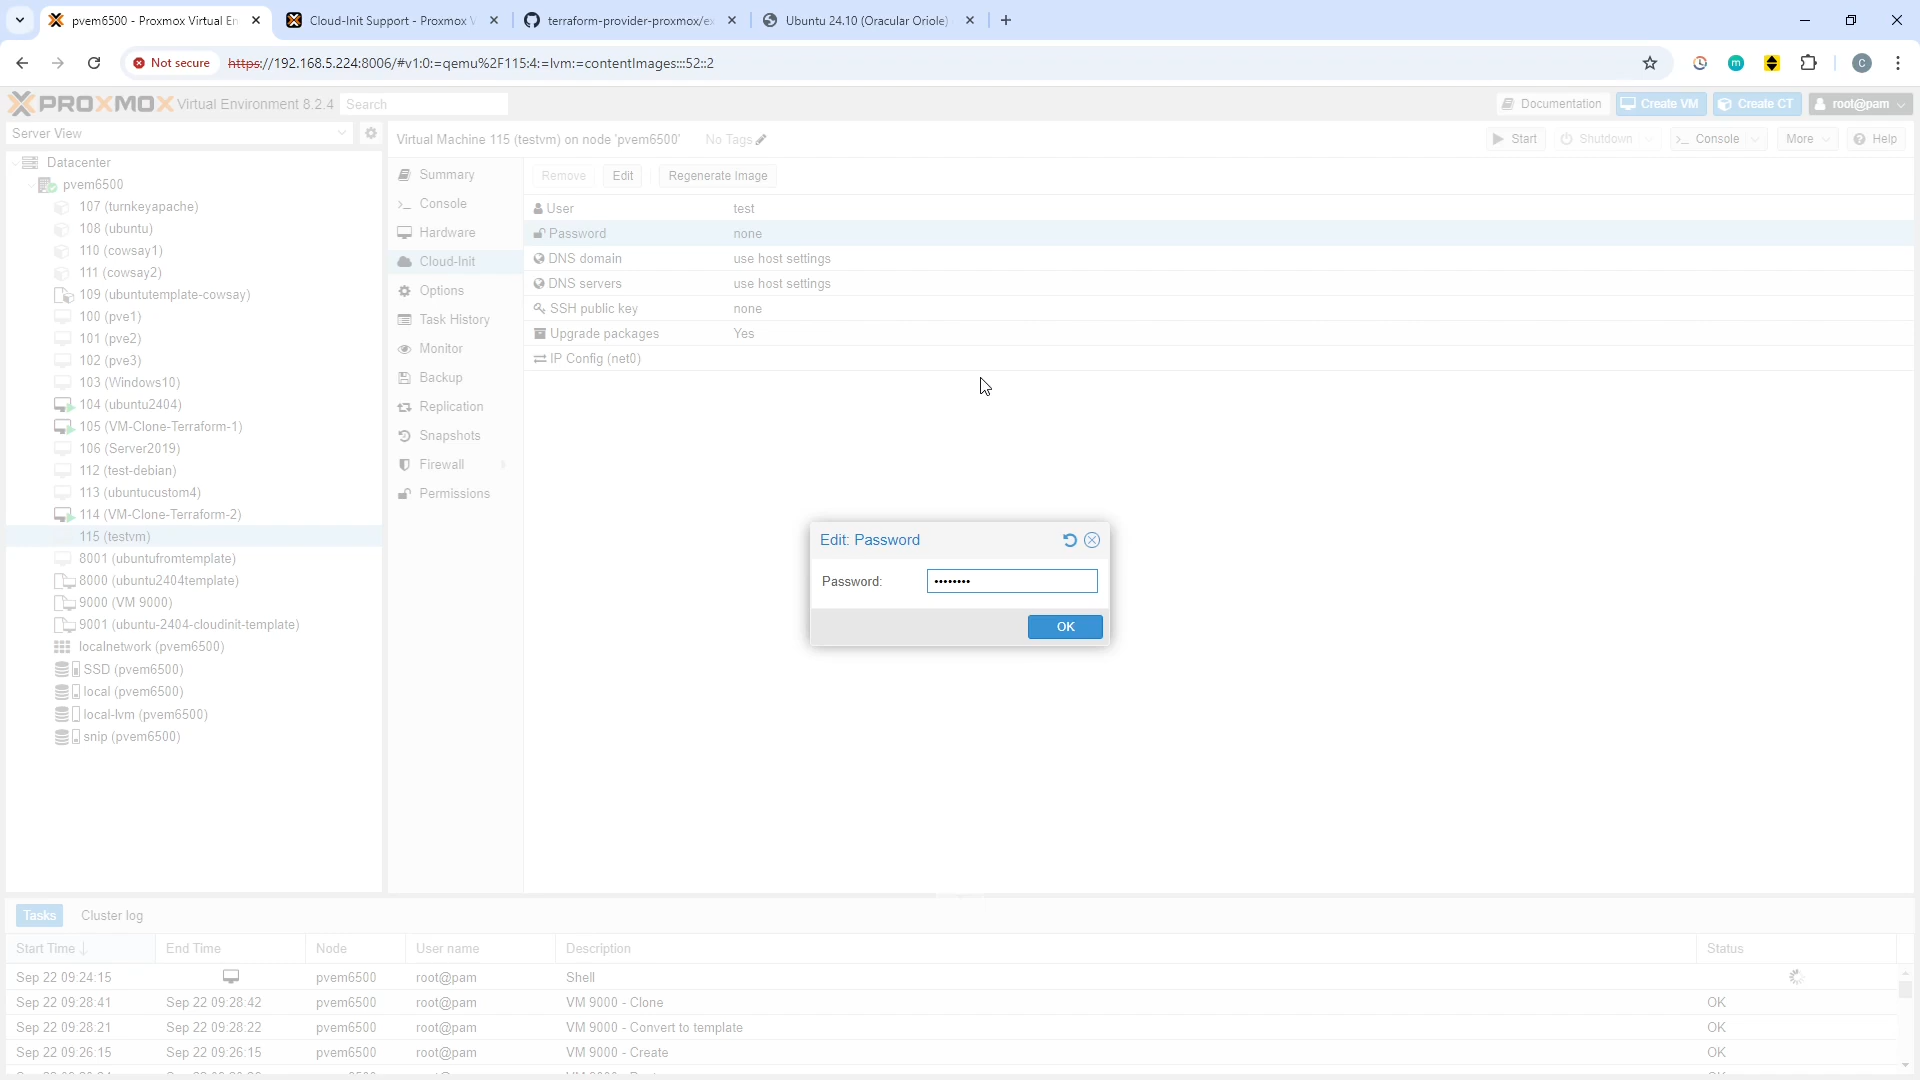 pvem6500 - Proxmox Virtual En
Cloud-Init Support - Proxmox V
terraform-provider-proxmox/ex
Ubuntu 24.10 (Oracular Oriole)
Not secure
https://192.168.5.224:8006/#v1:0:=qemu%2F115:4:=lvm:=contentImages:::52::2
m
C
PROXMOX Virtual Environment 8.2.4
Search
Documentation
Create VM
Create CT
root@pam
Server View
Virtual Machine 115 (testvm) on node 'pvem6500'
No Tags
Start
Shutdown
Console
More
Help
Datacenter
pvem6500
107 (turnkeyapache)
108 (ubuntu)
110 (cowsay1)
111 (cowsay2)
109 (ubuntutemplate-cowsay)
100 (pve1)
101 (pve2)
102 (pve3)
103 (Windows10)
104 (ubuntu2404)
105 (VM-Clone-Terraform-1)
106 (Server2019)
112 (test-debian)
113 (ubuntucustom4)
114 (VM-Clone-Terraform-2)
115 (testvm)
8001 (ubuntufromtemplate)
8000 (ubuntu2404template)
9000 (VM 9000)
9001 (ubuntu-2404-cloudinit-template)
localnetwork (pvem6500)
SSD (pvem6500)
local (pvem6500)
local-lvm (pvem6500)
snip (pvem6500)
Summary
Console
Hardware
Cloud-Init
Options
Task History
Monitor
Backup
Replication
Snapshots
Firewall
Permissions
Remove
Edit
Regenerate Image
User test
Password none
DNS domain use host settings
DNS servers use host settings
SSH public key none
Upgrade packages Yes
IP Config (net0)
Edit: Password
Password: ••••••••
OK
Tasks
Cluster log
Start Time End Time Node User name Description Status
Sep 22 09:24:15 pvem6500 root@pam Shell
Sep 22 09:28:41 Sep 22 09:28:42 pvem6500 root@pam VM 9000 - Clone OK
Sep 22 09:28:21 Sep 22 09:28:22 pvem6500 root@pam VM 9000 - Convert to template OK
Sep 22 09:26:15 Sep 22 09:26:15 pvem6500 root@pam VM 9000 - Create OK